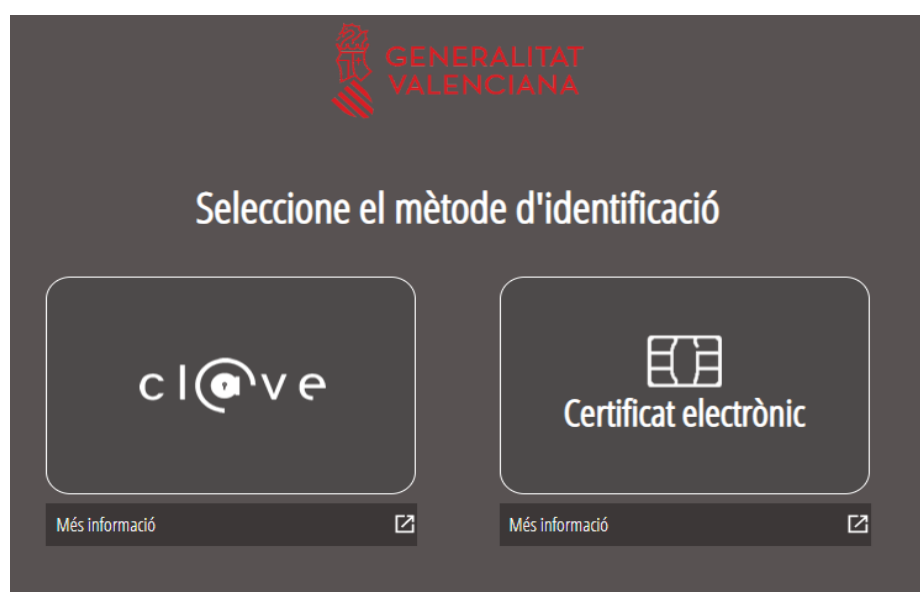 GENERALITAT
VALENCIANA
Seleccione el mètode d'identificació
cl@ve
Certificat electrònic
Més informació
Més informació